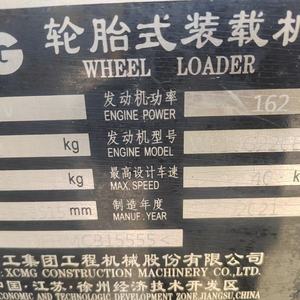 G 轮胎式装载机
WHEEL LOADER
发动机功率 162
ENGINE POWER
kg 发动机型号
ENGINE MODEL
kg 最高设计车速 40
MAX.SPEED
mm 制造年度
MANUF.YEAR
工集团工程机械股份有限公司
XCMG CONSTRUCTION MACHINERY CO.,LTD.
中国·江苏·徐州经济技术开发区
ECONOMIC AND TECHNOLOGY DEVELOPMENT ZONE,JIANGSU,